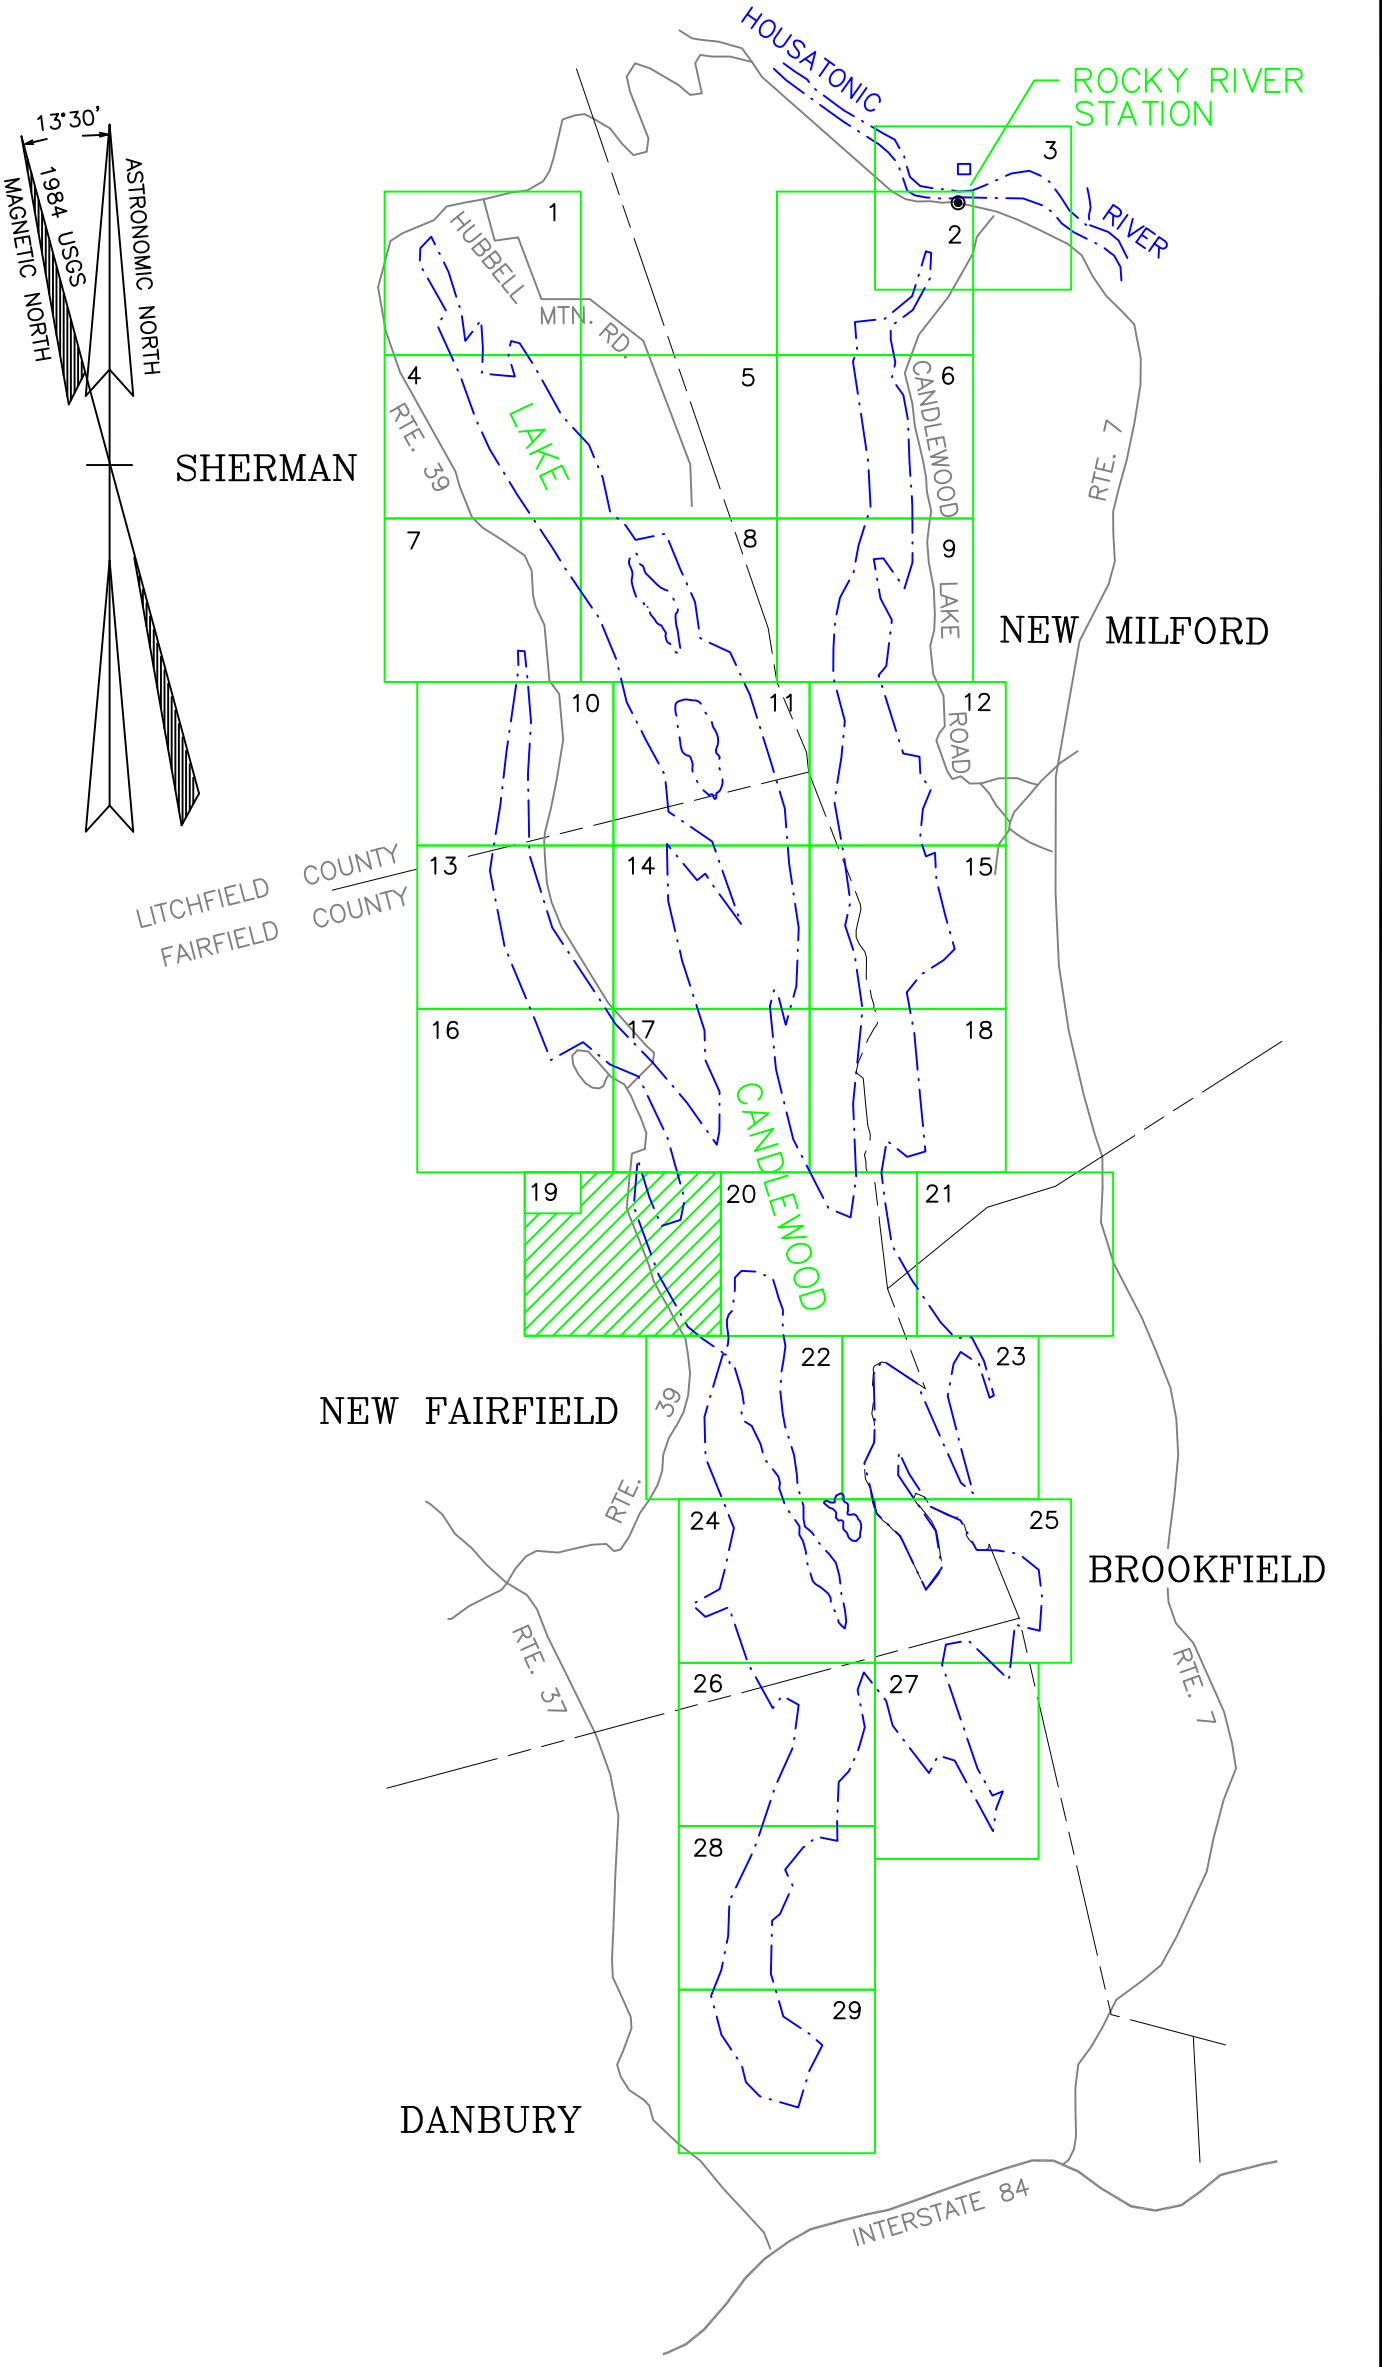 HOUSATONIC
RIVER
ROCKY RIVER
STATION
13°30'
ASTRONOMIC NORTH
1984 USGS
MAGNETIC NORTH
3
1
2
HUBBELL
MTN. RD.
4
5
6
RTE. 39
LAKE
CANDLEWOOD
LAKE
ROAD
RTE. 7
SHERMAN
7
8
9
NEW MILFORD
10
11
12
LITCHFIELD COUNTY
FAIRFIELD COUNTY
13
14
15
16
17
18
CANDLEWOOD
19
20
21
22
23
NEW FAIRFIELD
RTE. 39
24
25
BROOKFIELD
RTE. 37
26
27
RTE. 7
28
29
DANBURY
INTERSTATE 84